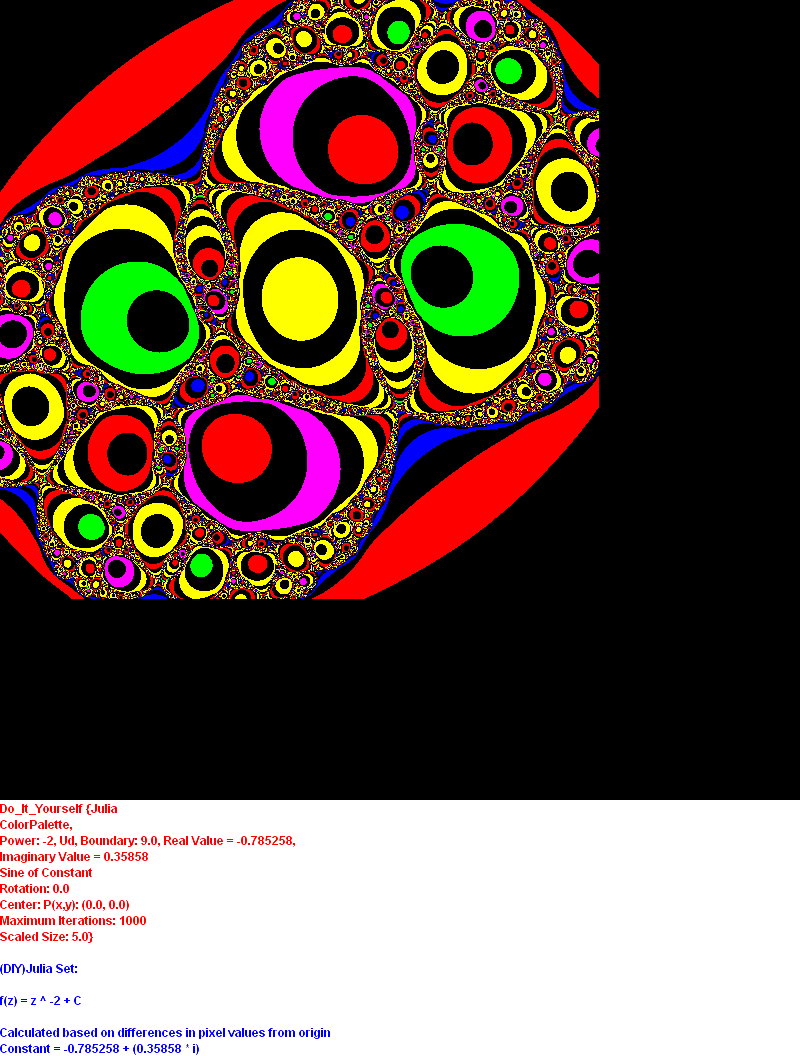 Do_It_Yourself {Julia
ColorPalette,
Power: -2, Ud, Boundary: 9.0, Real Value = -0.785258,
Imaginary Value = 0.35858
Sine of Constant
Rotation: 0.0
Center: P(x,y): (0.0, 0.0)
Maximum Iterations: 1000
Scaled Size: 5.0}
(DIY)Julia Set:
f(z) = z ^ -2 + C
Calculated based on differences in pixel values from origin
Constant = -0.785258 + (0.35858 * i)